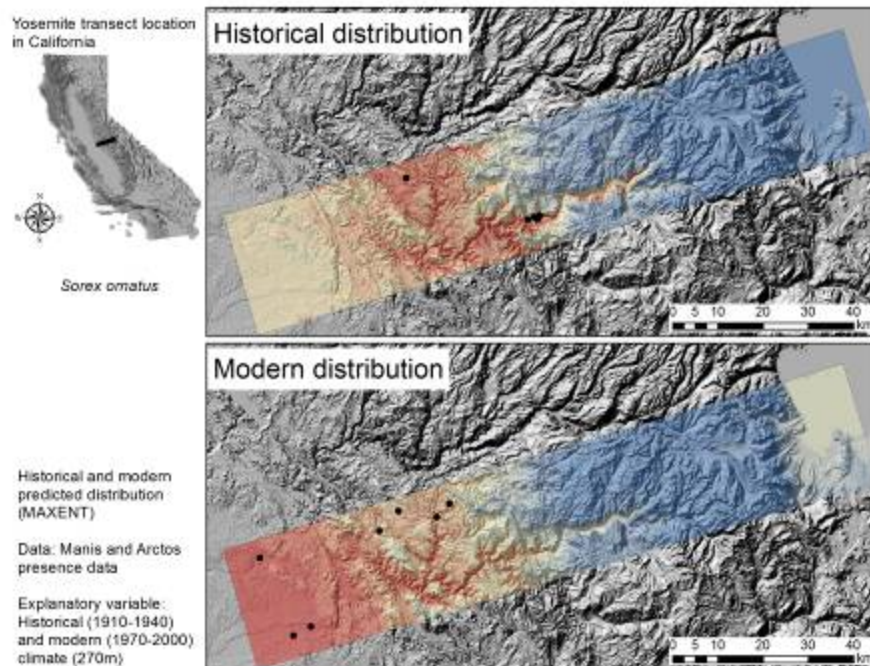 Yosemite transect location
in California
N
Sorex ornatus
Historical and modern
predicted distribution
(MAXENT)
Data: Manis and Arctos
presence data
Explanatory variable:
Historical (1910-1940)
and modern (1970-2000)
climate (270m)
Historical distribution
0 5 10 20 30 40
km
Modern distribution
0 5 10 20 30 40
km